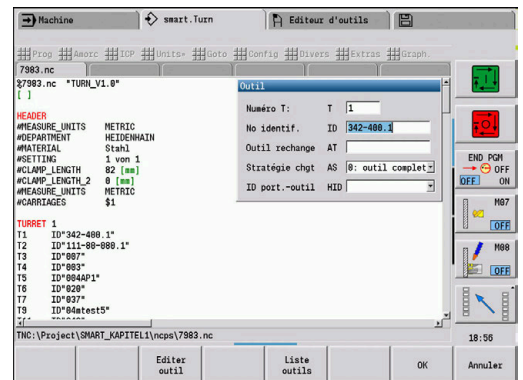 Machine smart.Turn Editeur d'outils
Prog Amorc ICP Units» Goto Config Divers Extras Graph.
7983.nc
%7983.nc "TURN_V1.0"
[ ]
HEADER
#MEASURE_UNITS METRIC
#DEPARTMENT HEIDENHAIN
#MATERIAL Stahl
#SETTING 1 von 1
#CLAMP_LENGTH 82 [mm]
#CLAMP_LENGTH_2 0 [mm]
#MEASURE_UNITS METRIC
#CARRIAGES $1
TURRET 1
T1 ID"342-400.1"
T2 ID"111-80-080.1"
T3 ID"007"
T4 ID"003"
T5 ID"004AP1"
T6 ID"020"
T7 ID"037"
T9 ID"04mtest5"
Outil
Numéro T: T 1
No identif. ID 342-400.1
Outil rechange AT
Stratégie chgt AS 0: outil complet
ID port.-outil HID
END PGM
OFF
OFF ON
M07
OFF
M08
OFF
TNC:\Project\SMART_KAPITEL1\ncps\7983.nc
18:56
Editer outil
Liste outils
OK
Annuler